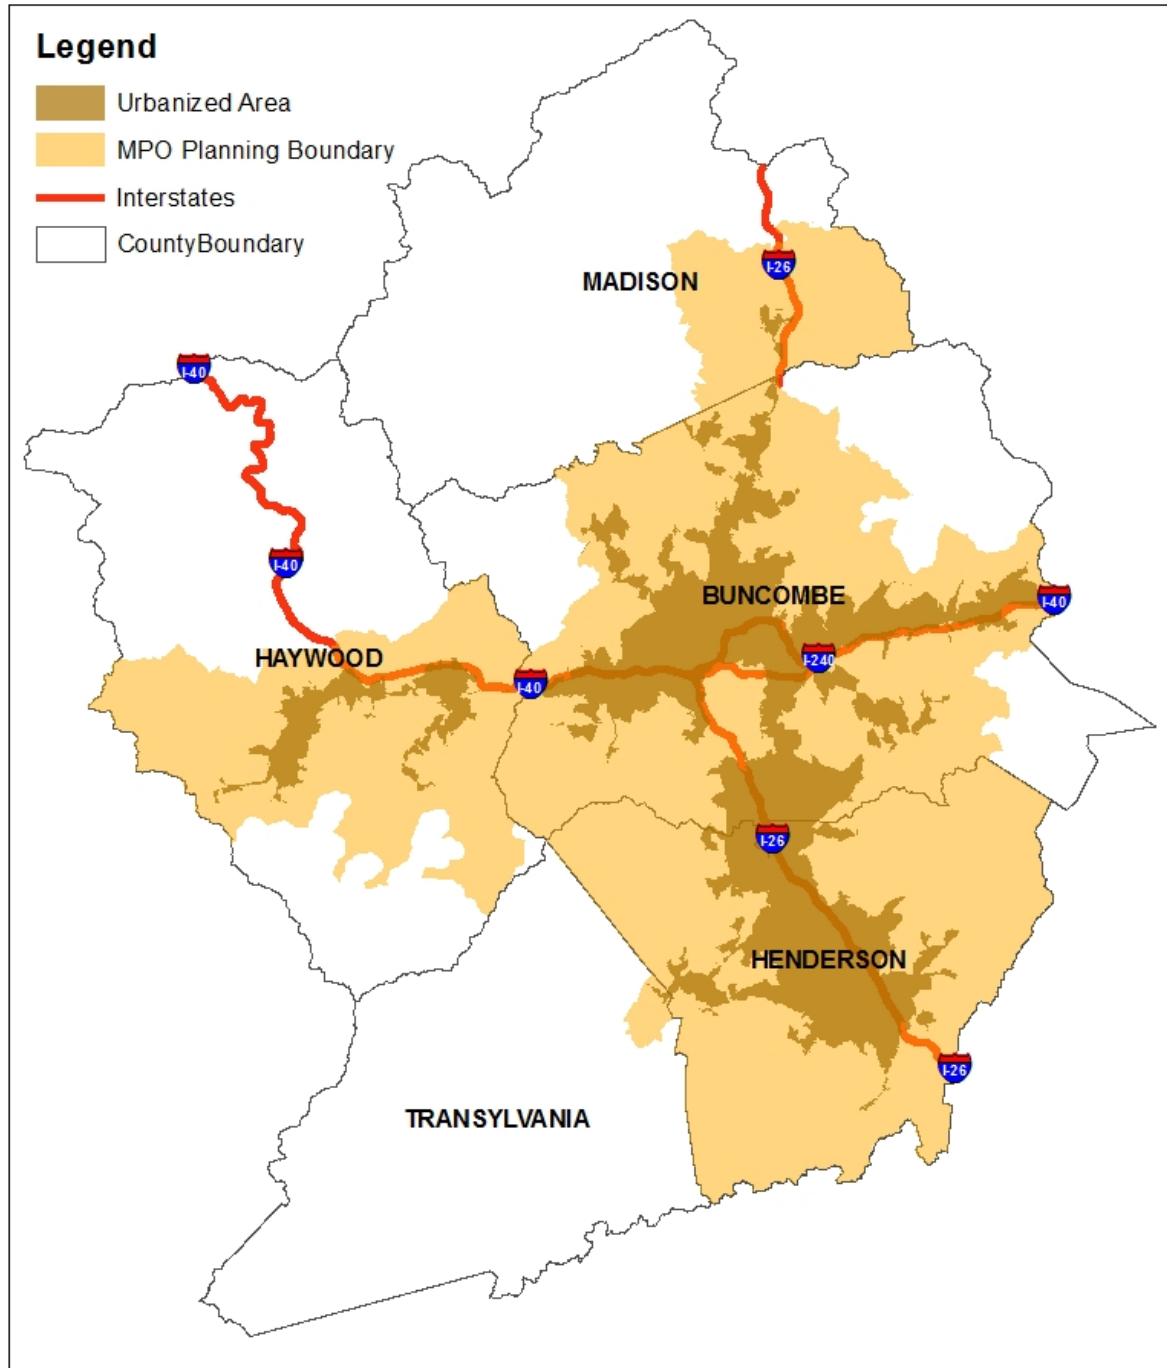 Legend
Urbanized Area
MPO Planning Boundary
Interstates
CountyBoundary
I-26
MADISON
I-40
I-40
BUNCOMBE
I-40
I-240
HAYWOOD
I-40
I-26
HENDERSON
I-26
TRANSYLVANIA